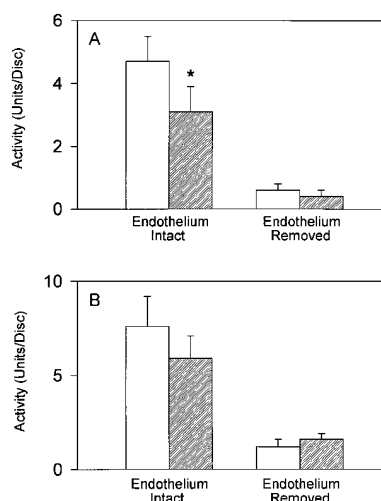 A
Activity (Units/Disc)
6
4
2
0
*
Endothelium
Intact
Endothelium
Removed
B
Activity (Units/Disc)
10
5
0
Endothelium
Intact
Endothelium
Removed